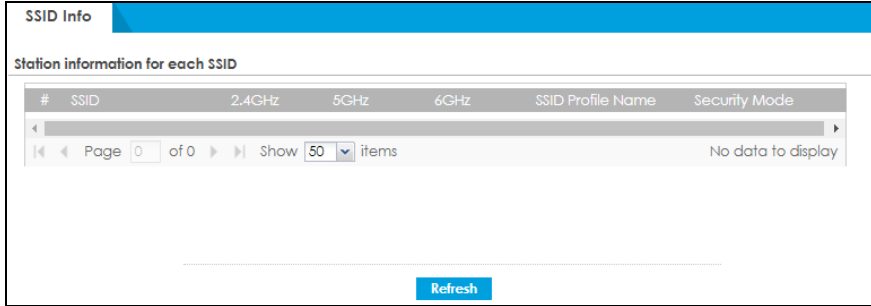 SSID Info
Station information for each SSID
# SSID 2.4GHz 5GHz 6GHz SSID Profile Name Security Mode
Page 0 of 0 Show 50 items No data to display
Refresh